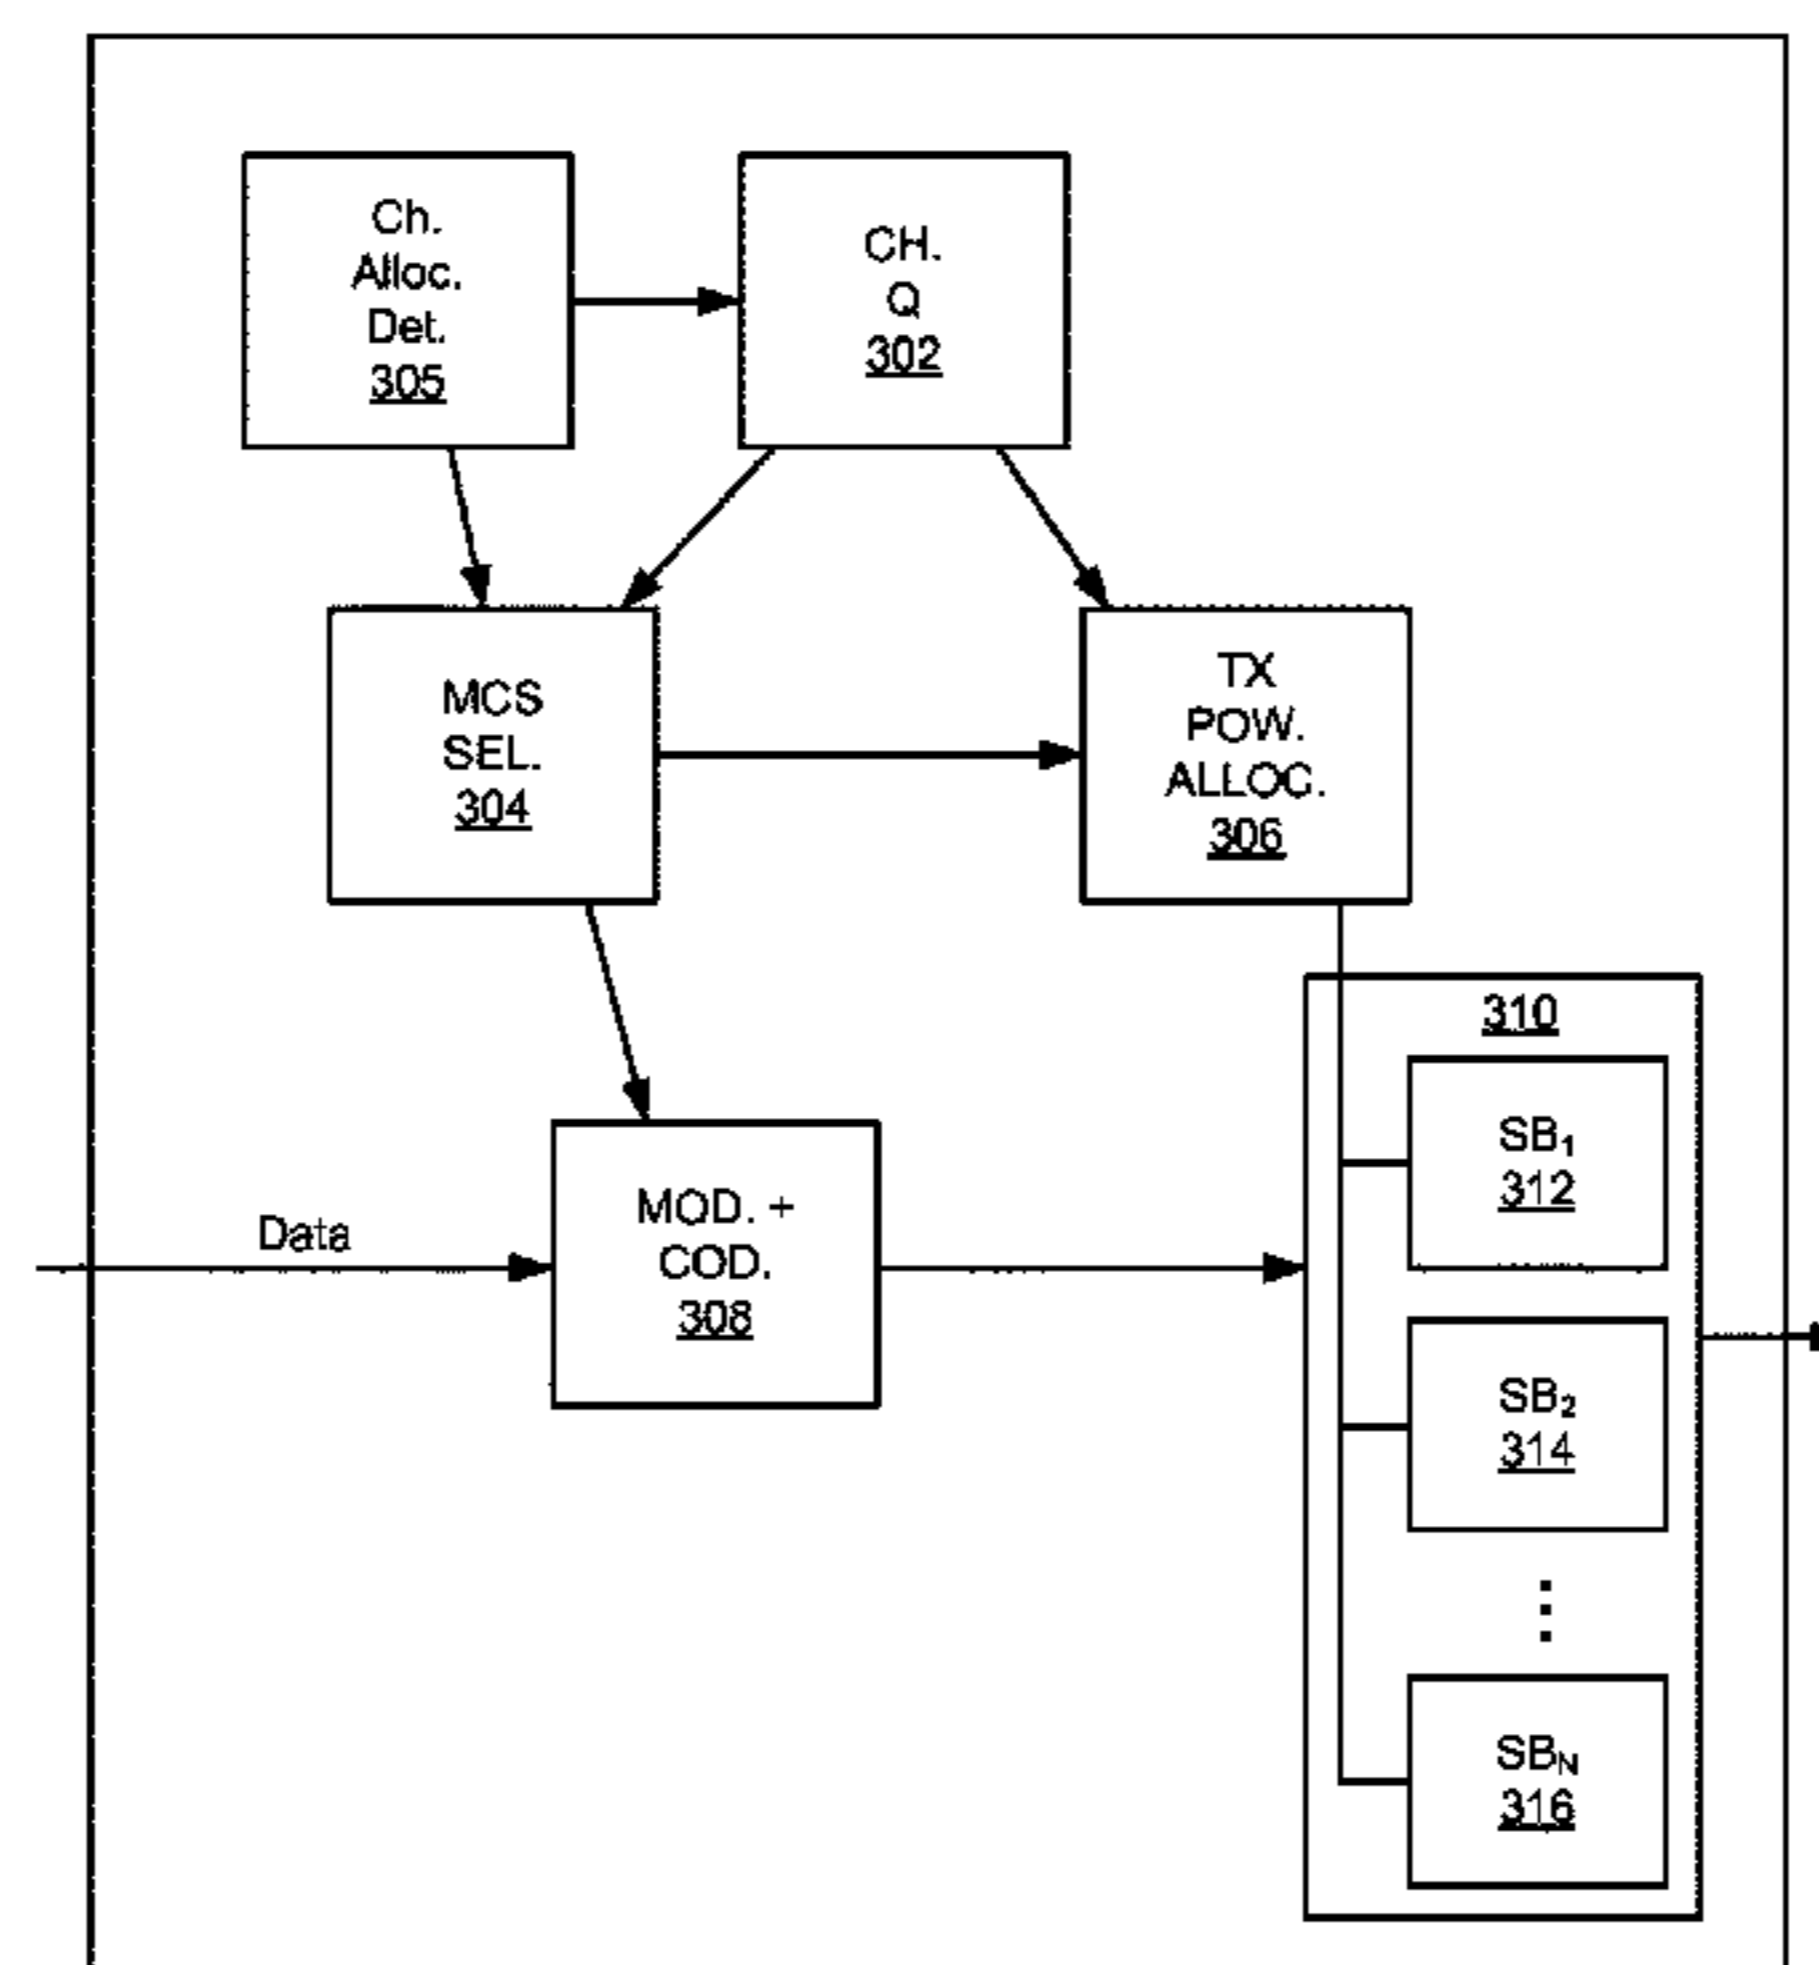 Ch.
Alloc.
Det.
305
CH.
Q
302
MCS
SEL.
304
TX
POW.
ALLOC.
306
310
SB₁
312
Data
MOD. +
COD.
308
SB₂
314
⋮
SB_N
316